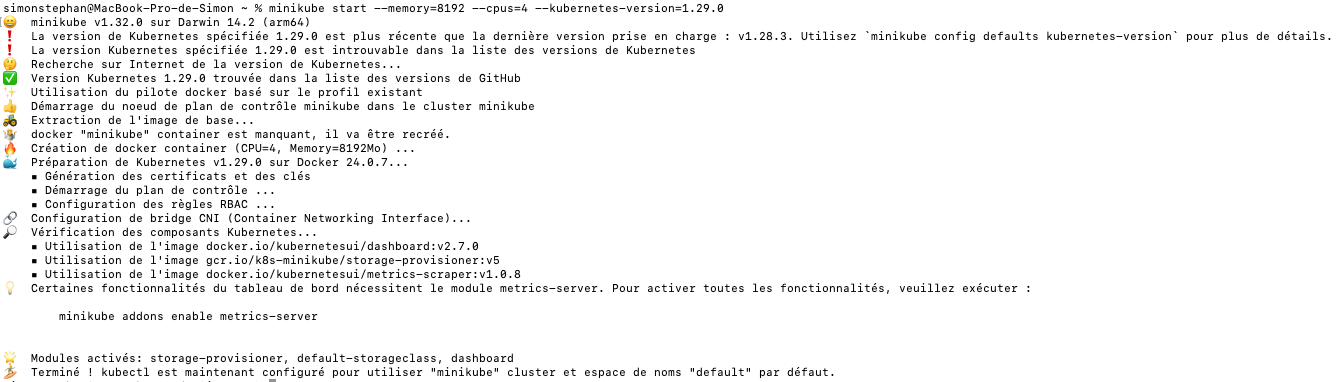 simonstephan@MacBook-Pro-de-Simon ~ % minikube start --memory=8192 --cpus=4 --kubernetes-version=1.29.0
😄  minikube v1.32.0 sur Darwin 14.2 (arm64)
❗  La version de Kubernetes spécifiée 1.29.0 est plus récente que la dernière version prise en charge : v1.28.3. Utilisez `minikube config defaults kubernetes-version` pour plus de détails.
❗  La version Kubernetes spécifiée 1.29.0 est introuvable dans la liste des versions de Kubernetes
🤔  Recherche sur Internet de la version de Kubernetes...
✅  Version Kubernetes 1.29.0 trouvée dans la liste des versions de GitHub
✨  Utilisation du pilote docker basé sur le profil existant
👍  Démarrage du noeud de plan de contrôle minikube dans le cluster minikube
🚜  Extraction de l'image de base...
🤷  docker "minikube" container est manquant, il va être recréé.
🔥  Création de docker container (CPU=4, Memory=8192Mo) ...
🐳  Préparation de Kubernetes v1.29.0 sur Docker 24.0.7...
▪ Génération des certificats et des clés
▪ Démarrage du plan de contrôle ...
▪ Configuration des règles RBAC ...
🔗  Configuration de bridge CNI (Container Networking Interface)...
🔎  Vérification des composants Kubernetes...
▪ Utilisation de l'image docker.io/kubernetesui/dashboard:v2.7.0
▪ Utilisation de l'image gcr.io/k8s-minikube/storage-provisioner:v5
▪ Utilisation de l'image docker.io/kubernetesui/metrics-scraper:v1.0.8
💡  Certaines fonctionnalités du tableau de bord nécessitent le module metrics-server. Pour activer toutes les fonctionnalités, veuillez exécuter :
minikube addons enable metrics-server
🌟  Modules activés: storage-provisioner, default-storageclass, dashboard
🏄  Terminé ! kubectl est maintenant configuré pour utiliser "minikube" cluster et espace de noms "default" par défaut.